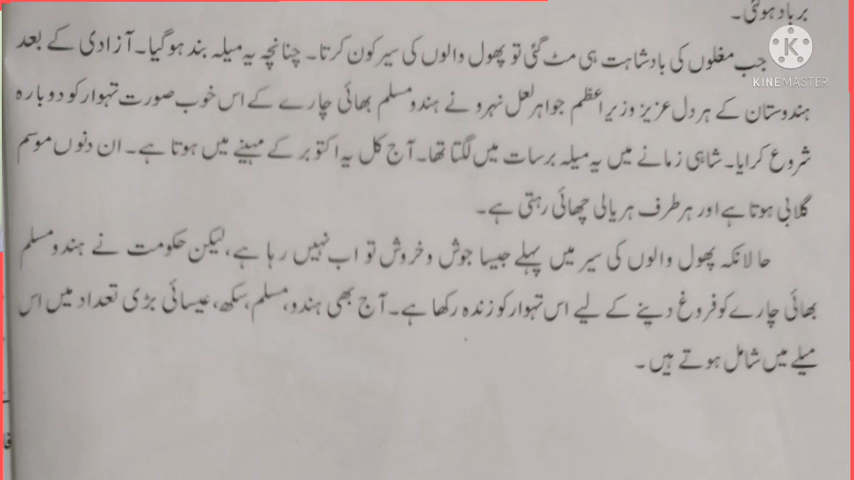 برباد ہوگئی۔
جب مغلوں کی بادشاہت ہی مٹ گئی تو پھول والوں کی سیر کون کرتا۔ چنانچہ یہ میلہ بند ہوگیا۔ آزادی کے بعد
ہندوستان کے ہردل عزیز وزیراعظم جواہر لعل نہرو نے ہندو مسلم بھائی چارے کے اس خوب صورت تہوار کو دوبارہ
شروع کرایا۔ شاہی زمانے میں یہ میلہ برسات میں لگتا تھا۔ آج کل یہ اکتوبر کے مہینے میں ہوتا ہے۔ ان دنوں موسم
گلابی ہوتا ہے اور ہر طرف ہریالی چھائی رہتی ہے۔
حالانکہ پھول والوں کی سیر میں پہلے جیسا جوش وخروش تو اب نہیں رہا ہے، لیکن حکومت نے ہندو مسلم
بھائی چارے کو فروغ دینے کے لیے اس تہوار کو زندہ رکھا ہے۔ آج بھی ہندو، مسلم، سکھ، عیسائی بڑی تعداد میں اس
میلے میں شامل ہوتے ہیں۔
KINEMASTER